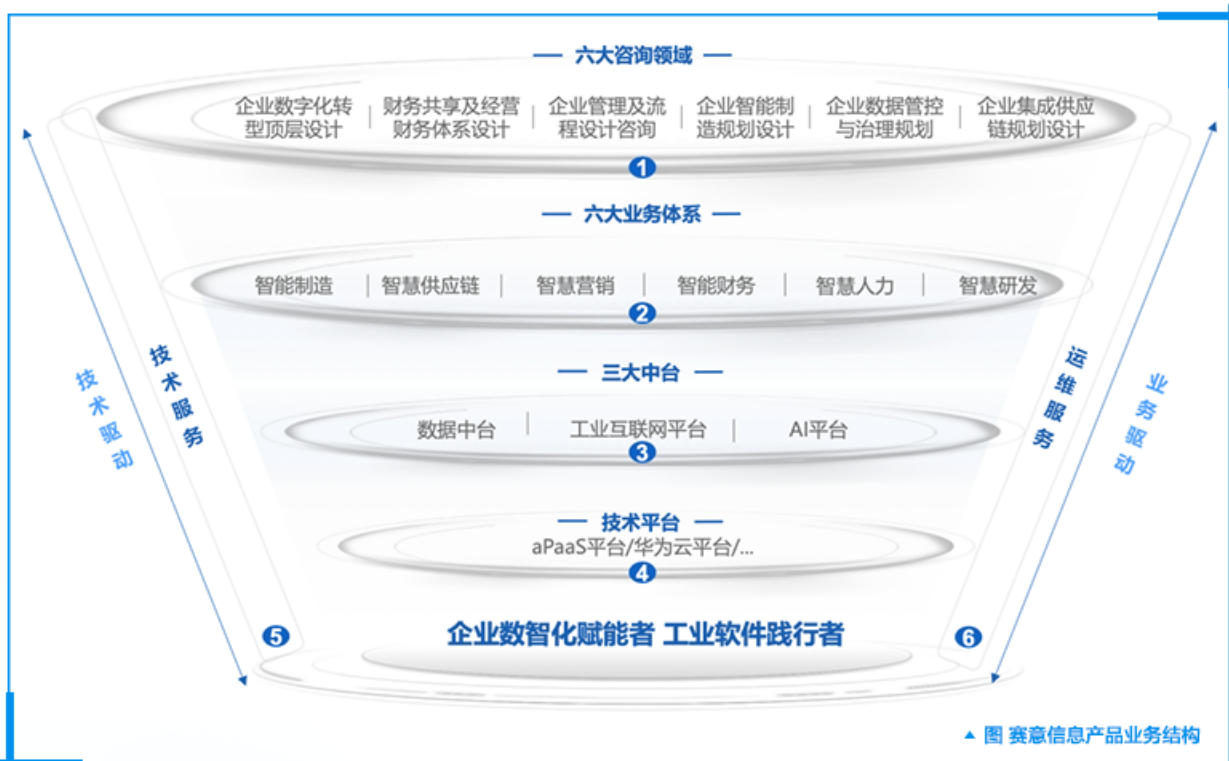 六大咨询领域
企业数字化转型顶层设计 | 财务共享及经营财务体系设计 | 企业管理及流程设计咨询 | 企业智能制造规划设计 | 企业数据管控与治理规划 | 企业集成供应链规划设计
1
六大业务体系
智能制造 | 智慧供应链 | 智慧营销 | 智能财务 | 智慧人力 | 智慧研发
2
三大中台
数据中台 | 工业互联网平台 | AI平台
3
技术平台
aPaaS平台/华为云平台/...
4
技术驱动
技术服务
5
运维服务
6
业务驱动
企业数智化赋能者 工业软件践行者
▲ 图 赛意信息产品业务结构